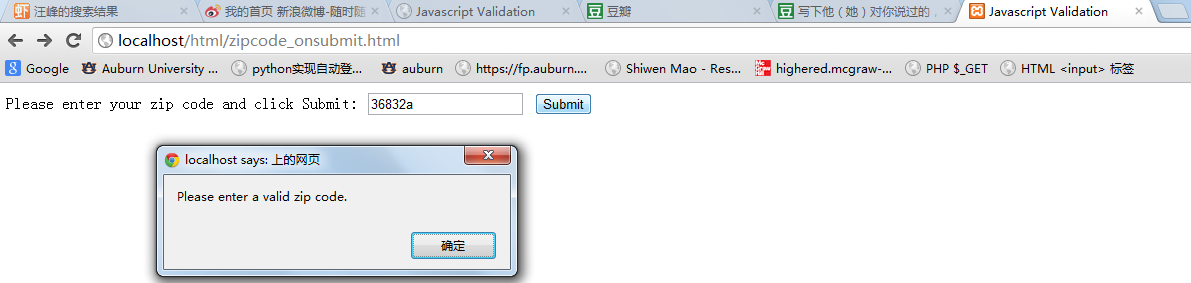 汪峰的搜索结果 我的首页 新浪微博-随时随 Javascript Validation 豆瓣 写下他（她）对你说过的， Javascript Validation
localhost/html/zipcode_onsubmit.html
Google Auburn University ... python实现自动登... auburn https://fp.auburn.... Shiwen Mao - Res... highered.mcgraw-... PHP $_GET HTML <input> 标签
Please enter your zip code and click Submit: 36832a Submit
localhost says: 上的网页
Please enter a valid zip code.
确定